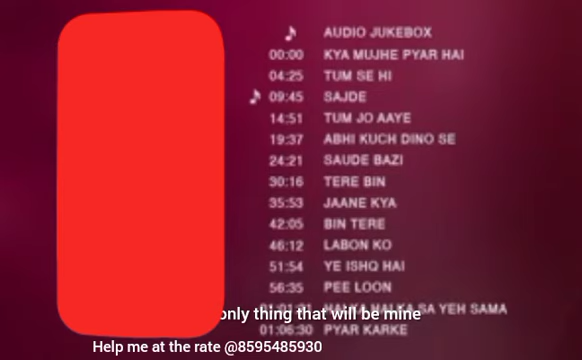 AUDIO JUKEBOX
00:00 KYA MUJHE PYAR HAI
04:25 TUM SE HI
09:45 SAJDE
14:51 TUM JO AAYE
19:37 ABHI KUCH DINO SE
24:21 SAUDE BAZI
30:16 TERE BIN
35:53 JAANE KYA
42:05 BIN TERE
46:12 LABON KO
51:54 YE ISHQ HAI
56:35 PEE LOON
HALKA HALKA SA YEH SAMA
only thing that will be mine
01:06:30 PYAR KARKE
Help me at the rate @8595485930